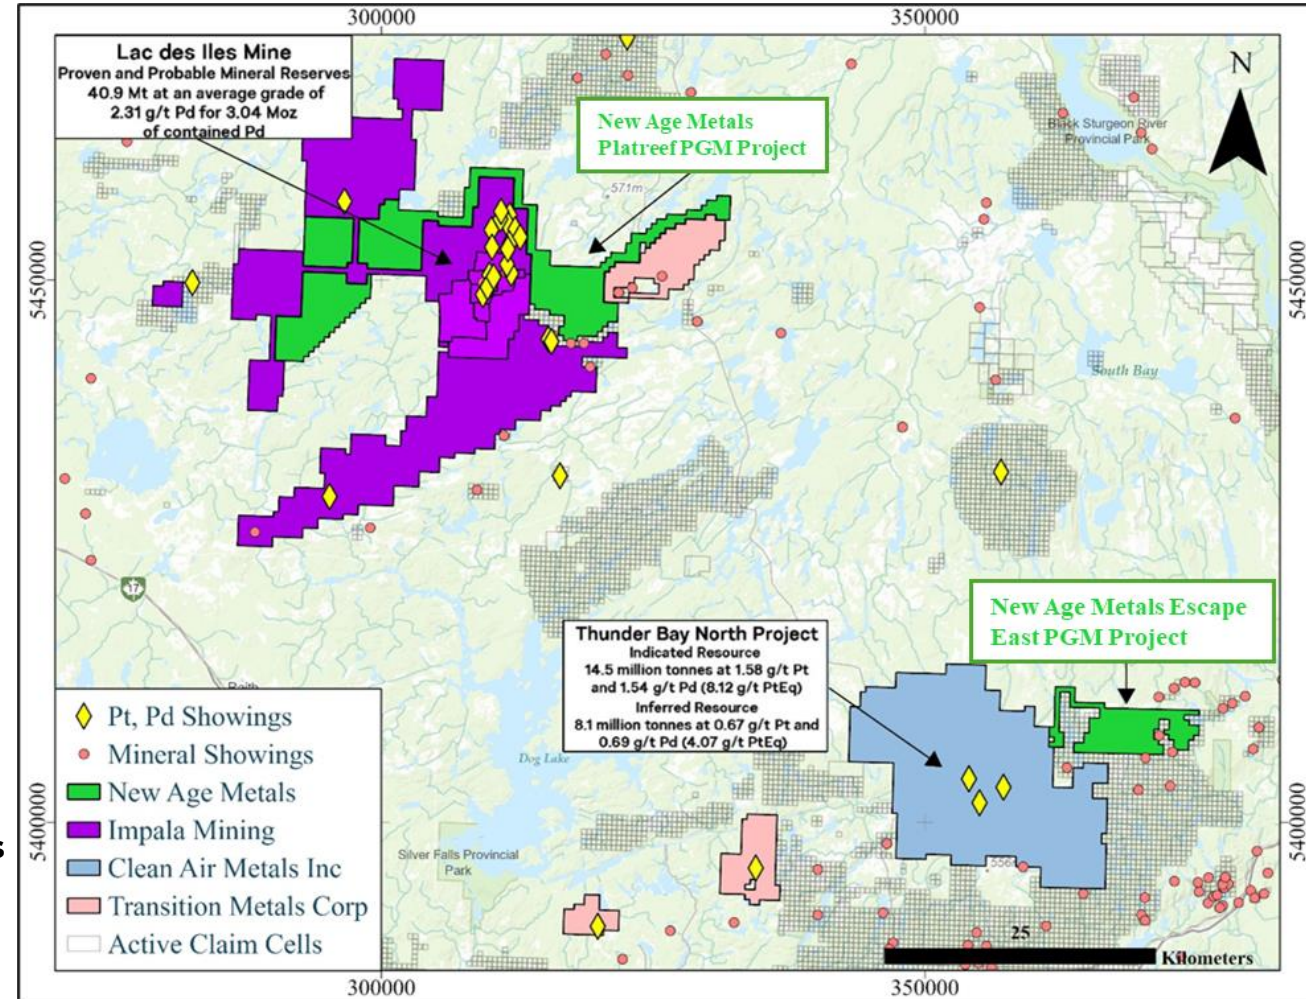 300000
350000
Lac des Iles Mine
Proven and Probable Mineral Reserves
40.9 Mt at an average grade of
2.31 g/t Pd for 3.04 Moz
of contained Pd
New Age Metals
Platreef PGM Project
571m
N
Black Sturgeon River
Provincial Park
5450000
5450000
South Bay
17
New Age Metals Escape
East PGM Project
Thunder Bay North Project
Indicated Resource
14.5 million tonnes at 1.58 g/t Pt
and 1.54 g/t Pd (8.12 g/t PtEq)
Inferred Resource
8.1 million tonnes at 0.67 g/t Pt and
0.69 g/t Pd (4.07 g/t PtEq)
Raith
Dog Lake
Pt, Pd Showings
Mineral Showings
New Age Metals
Impala Mining
Clean Air Metals Inc
Transition Metals Corp
Active Claim Cells
s
5400000
5400000
Silver Falls Provincial
Park
25
Kilometers
300000
350000